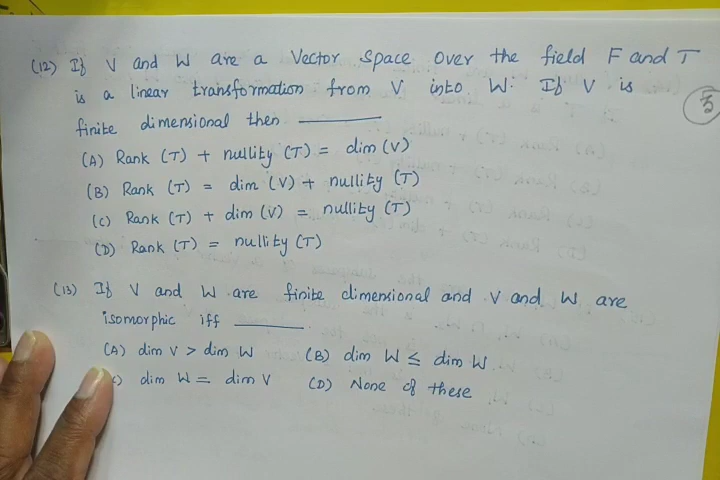 (12) If V and W are a Vector Space over the field F and T
is a linear transformation from V into W. If V is
finite dimensional then ______
(A) Rank (T) + nullity (T) = dim (V)
(B) Rank (T) = dim (V) + nullity (T)
(C) Rank (T) + dim (V) = nullity (T)
(D) Rank (T) = nullity (T)
(13) If V and W are finite dimensional and V and W are
isomorphic iff ______
(A) dim V > dim W (B) dim W ≤ dim W
) dim W = dim V (D) None of these